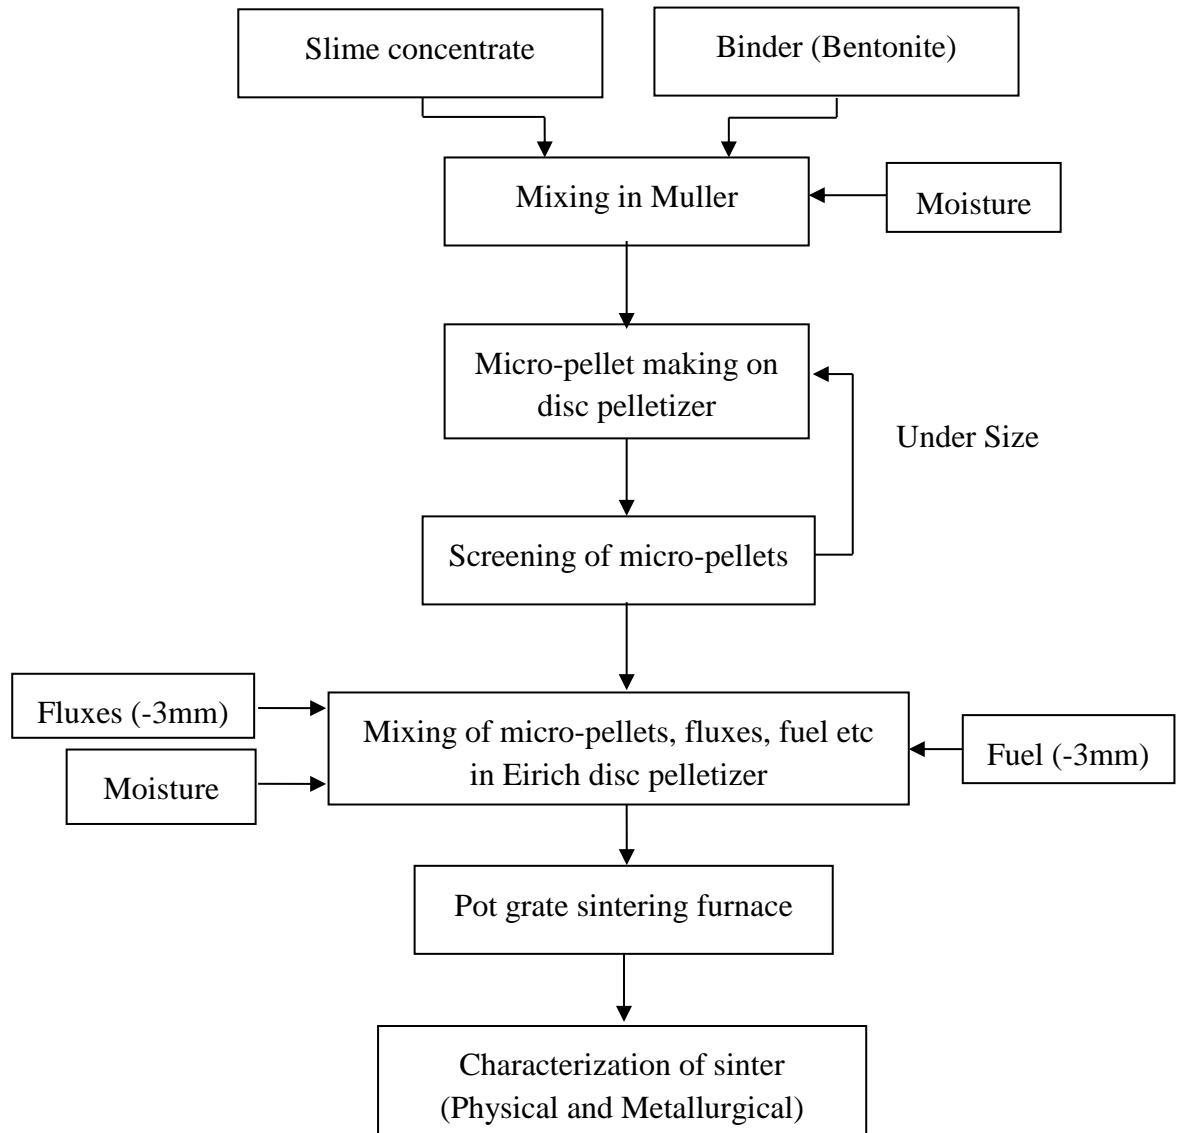 Slime concentrate
Binder (Bentonite)
Mixing in Muller
Moisture
Micro-pellet making on
disc pelletizer
Under Size
Screening of micro-pellets
Fluxes (-3mm)
Mixing of micro-pellets, fluxes, fuel etc
in Eirich disc pelletizer
Fuel (-3mm)
Moisture
Pot grate sintering furnace
Characterization of sinter
(Physical and Metallurgical)